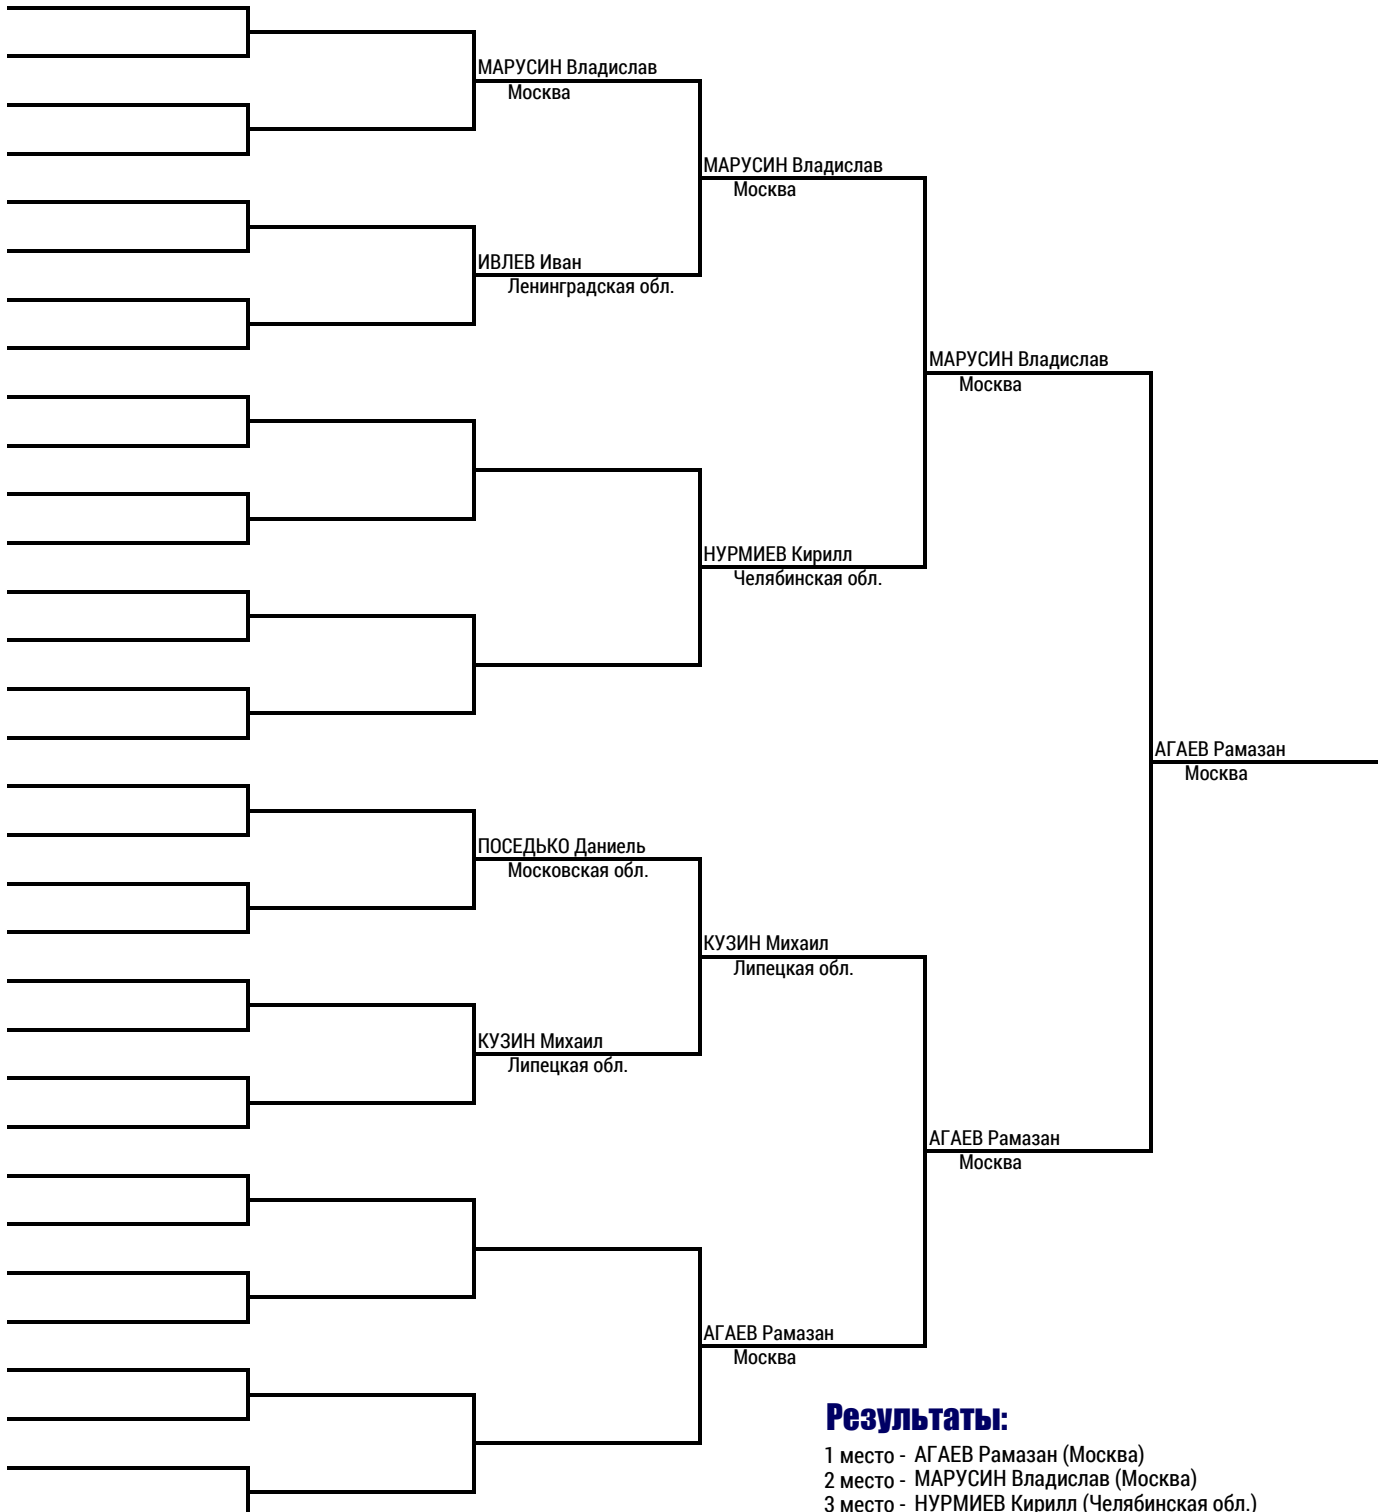 МАРУСИН Владислав
Москва
МАРУСИН Владислав
Москва
ИВЛЕВ Иван
Ленинградская обл.
МАРУСИН Владислав
Москва
НУРМИЕВ Кирилл
Челябинская обл.
АГАЕВ Рамазан
Москва
ПОСЕДЬКО Даниель
Московская обл.
КУЗИН Михаил
Липецкая обл.
КУЗИН Михаил
Липецкая обл.
АГАЕВ Рамазан
Москва
АГАЕВ Рамазан
Москва
Результаты:
1 место - АГАЕВ Рамазан (Москва)
2 место - МАРУСИН Владислав (Москва)
3 место - НУРМИЕВ Кирилл (Челябинская обл.)